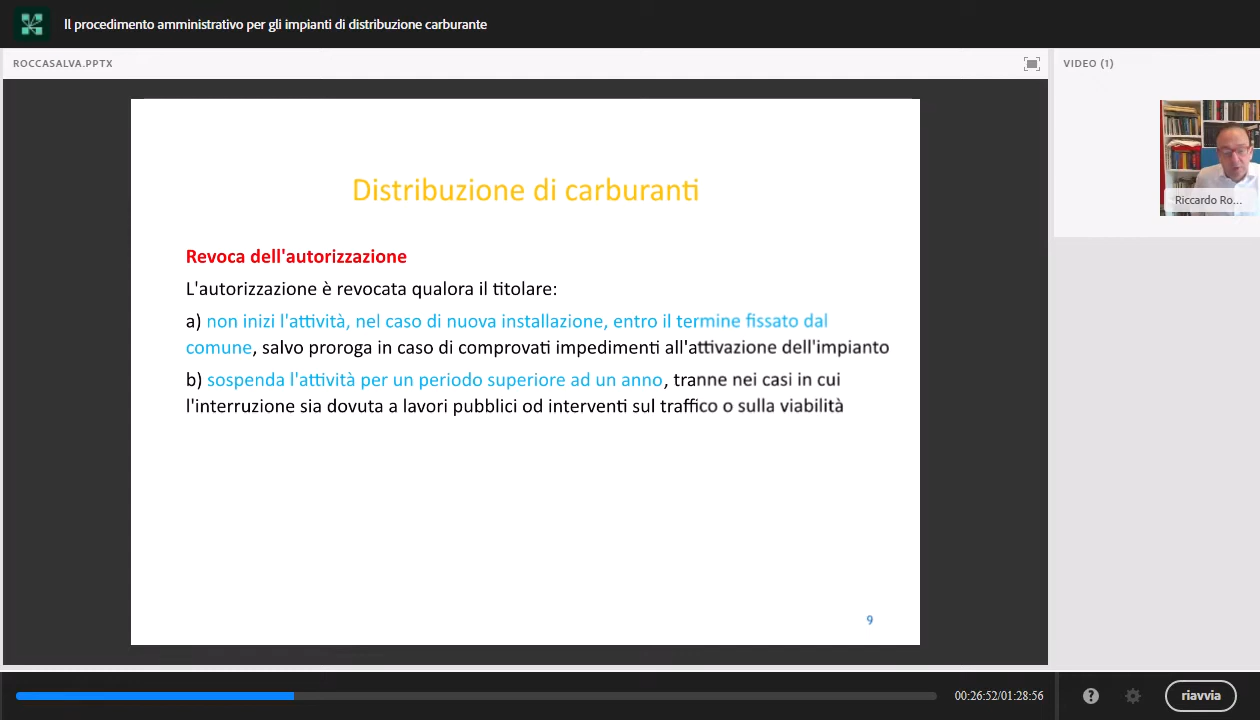 Il procedimento amministrativo per gli impianti di distribuzione carburante
ROCCASALVA.PPTX
VIDEO (1)
Distribuzione di carburanti
Revoca dell'autorizzazione
L'autorizzazione è revocata qualora il titolare:
a) non inizi l'attività, nel caso di nuova installazione, entro il termine fissato dal
comune, salvo proroga in caso di comprovati impedimenti all'attivazione dell'impianto
b) sospenda l'attività per un periodo superiore ad un anno, tranne nei casi in cui
l'interruzione sia dovuta a lavori pubblici od interventi sul traffico o sulla viabilità
9
Riccardo Ro...
00:26:52/01:28:56
?
riavvia